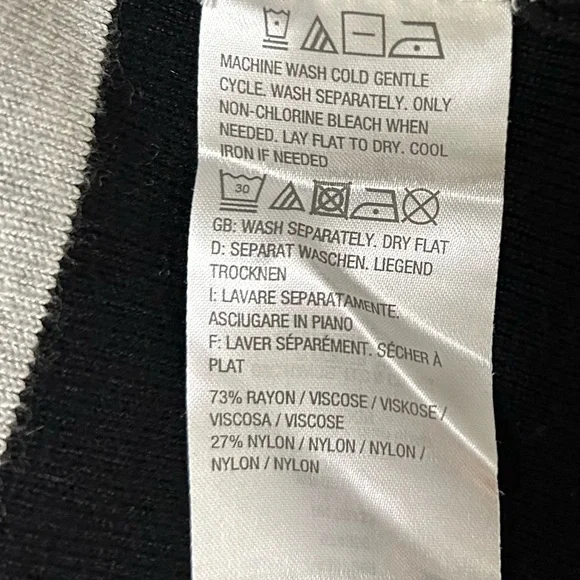 MACHINE WASH COLD GENTLE
CYCLE. WASH SEPARATELY. ONLY
NON-CHLORINE BLEACH WHEN
NEEDED. LAY FLAT TO DRY. COOL
IRON IF NEEDED
30
GB: WASH SEPARATELY. DRY FLAT
D: SEPARAT WASCHEN. LIEGEND
TROCKNEN
I: LAVARE SEPARATAMENTE.
ASCIUGARE IN PIANO
F: LAVER SÉPARÉMENT. SÉCHER À
PLAT
73% RAYON / VISCOSE / VISKOSE /
VISCOSA / VISCOSE
27% NYLON / NYLON / NYLON /
NYLON / NYLON